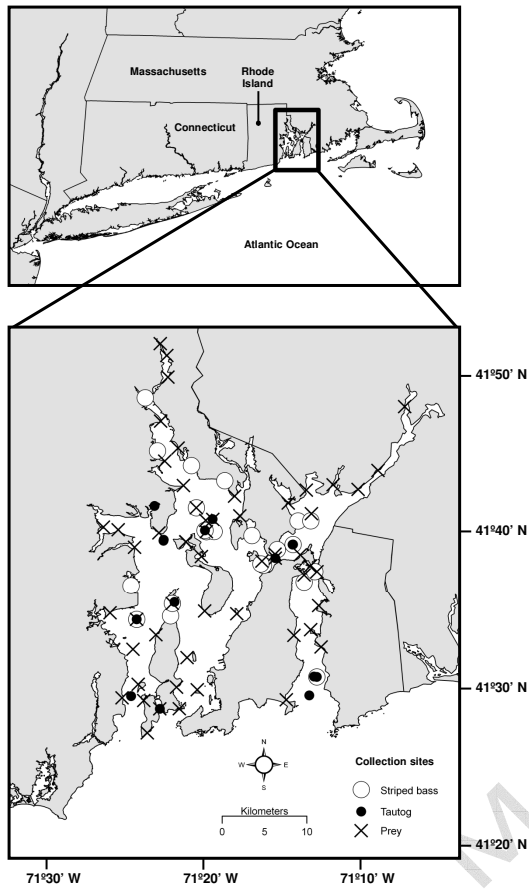 Massachusetts
Rhode
Island
Connecticut
Atlantic Ocean
41º50' N
41º40' N
41º30' N
41º20' N
N
W E
S
Kilometers
0 5 10
Collection sites
Striped bass
Tautog
Prey
71º30' W 71º20' W 71º10' W
M